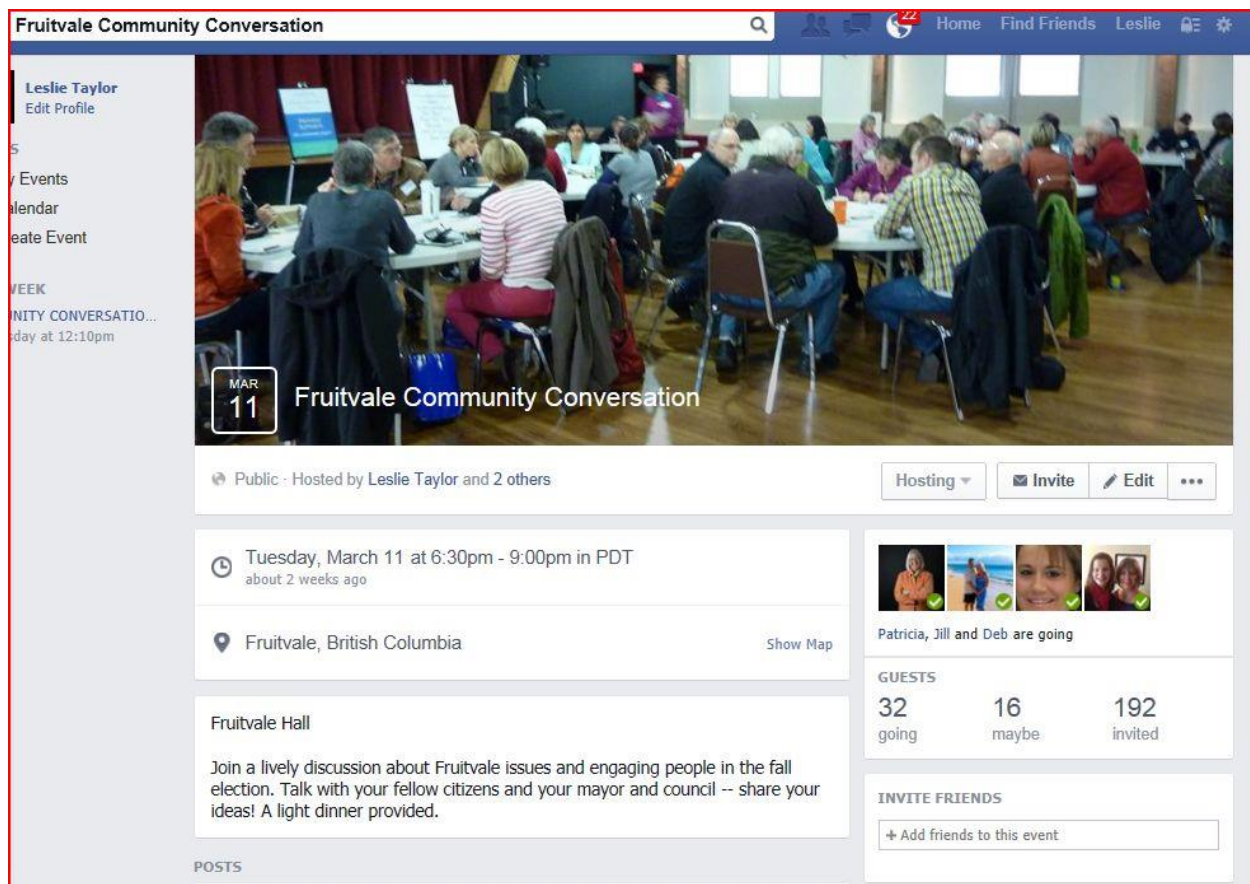 Fruitvale Community Conversation
22
Home Find Friends Leslie
Leslie Taylor
Edit Profile
S
y Events
alendar
eate Event
WEEK
UNITY CONVERSATIO...
sday at 12:10pm
MAR
11
Fruitvale Community Conversation
Public · Hosted by Leslie Taylor and 2 others
Hosting
Invite
Edit
Tuesday, March 11 at 6:30pm - 9:00pm in PDT
about 2 weeks ago
Fruitvale, British Columbia
Show Map
Fruitvale Hall
Join a lively discussion about Fruitvale issues and engaging people in the fall
election. Talk with your fellow citizens and your mayor and council -- share your
ideas! A light dinner provided.
POSTS
Patricia, Jill and Deb are going
GUESTS
32 16 192
going maybe invited
INVITE FRIENDS
+ Add friends to this event